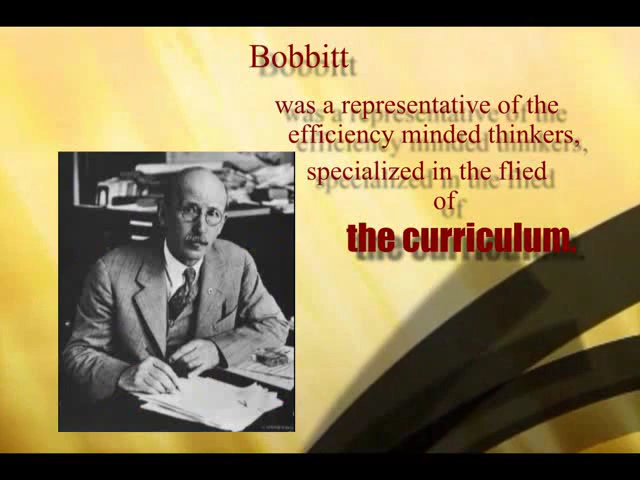 Bobbitt
was a representative of the
efficiency minded thinkers,
specialized in the flied
of
the curriculum.